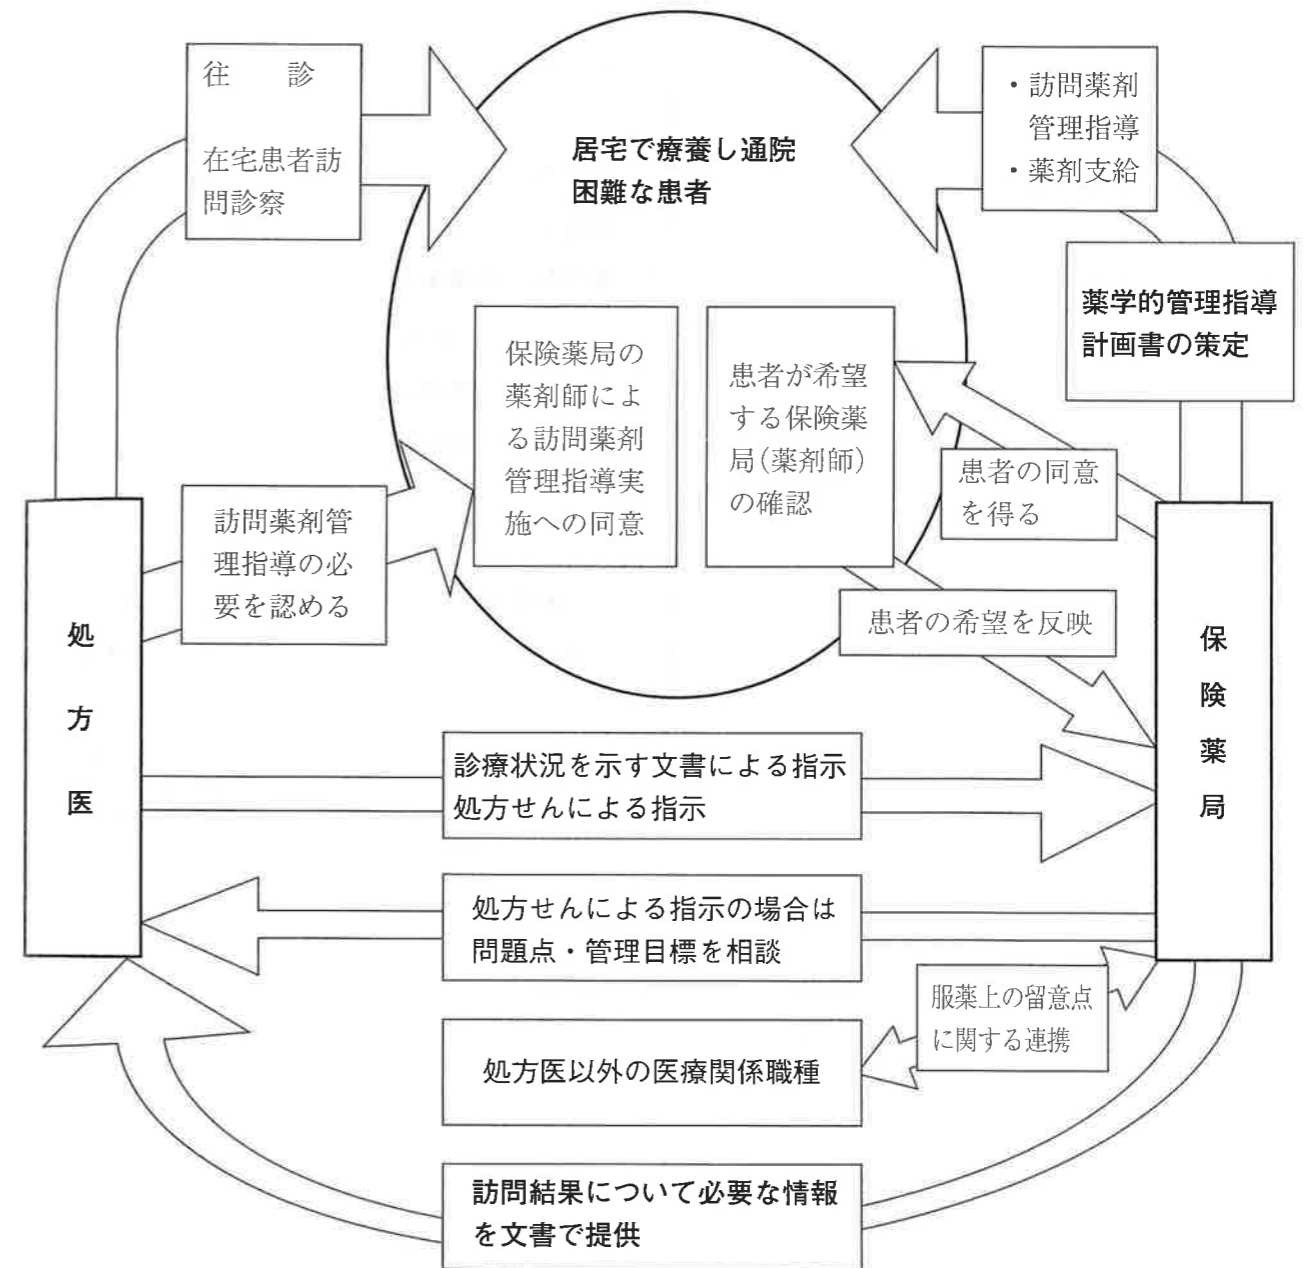 往　　診
在宅患者訪
問診察
居宅で療養し通院
困難な患者
・訪問薬剤
管理指導
・薬剤支給
薬学的管理指導
計画書の策定
保険薬局の
薬剤師によ
る訪問薬剤
管理指導実
施への同意
患者が希望
する保険薬
局（薬剤師）
の確認
患者の同意
を得る
訪問薬剤管
理指導の必
要を認める
患者の希望を反映
処方医
保険薬局
診療状況を示す文書による指示
処方せんによる指示
処方せんによる指示の場合は
問題点・管理目標を相談
服薬上の留意点
に関する連携
処方医以外の医療関係職種
訪問結果について必要な情報
を文書で提供